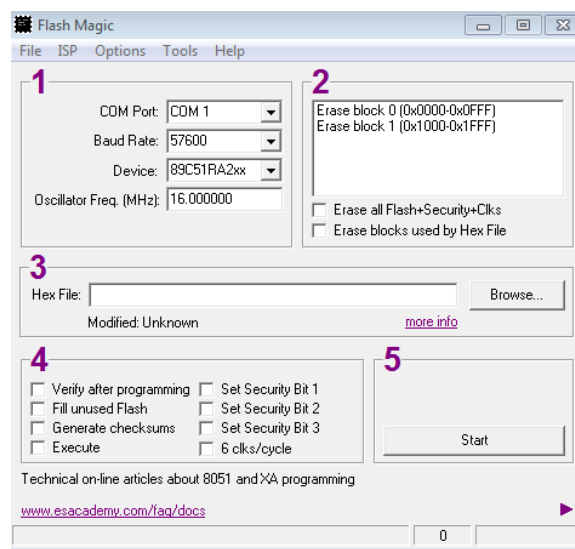 Flash Magic
File ISP Options Tools Help
1
COM Port: COM 1
Baud Rate: 57600
Device: 89C51RA2xx
Oscillator Freq. (MHz): 16.000000
2
Erase block 0 (0x0000-0x0FFF)
Erase block 1 (0x1000-0x1FFF)
Erase all Flash+Security+Clks
Erase blocks used by Hex File
3
Hex File:
Browse...
Modified: Unknown
more info
4
Verify after programming
Fill unused Flash
Generate checksums
Execute
Set Security Bit 1
Set Security Bit 2
Set Security Bit 3
6 clks/cycle
5
Start
Technical on-line articles about 8051 and XA programming
www.esacademy.com/faq/docs
0